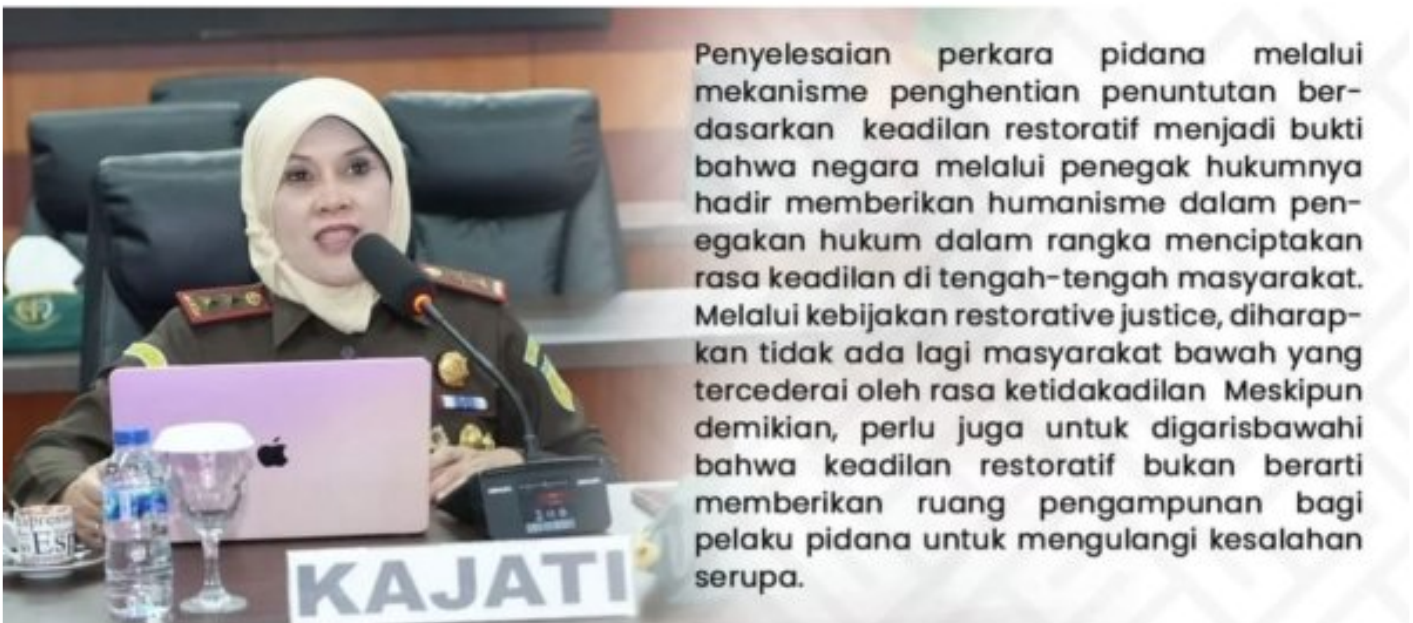 Penyelesaian perkara pidana melalui
mekanisme penghentian penuntutan ber-
dasarkan keadilan restoratif menjadi bukti
bahwa negara melalui penegak hukumnya
hadir memberikan humanisme dalam pen-
egakan hukum dalam rangka menciptakan
rasa keadilan di tengah-tengah masyarakat.
Melalui kebijakan restorative justice, diharap-
kan tidak ada lagi masyarakat bawah yang
tercederai oleh rasa ketidakadilan Meskipun
demikian, perlu juga untuk digarisbawahi
bahwa keadilan restoratif bukan berarti
memberikan ruang pengampunan bagi
pelaku pidana untuk mengulangi kesalahan
serupa.
KAJATI